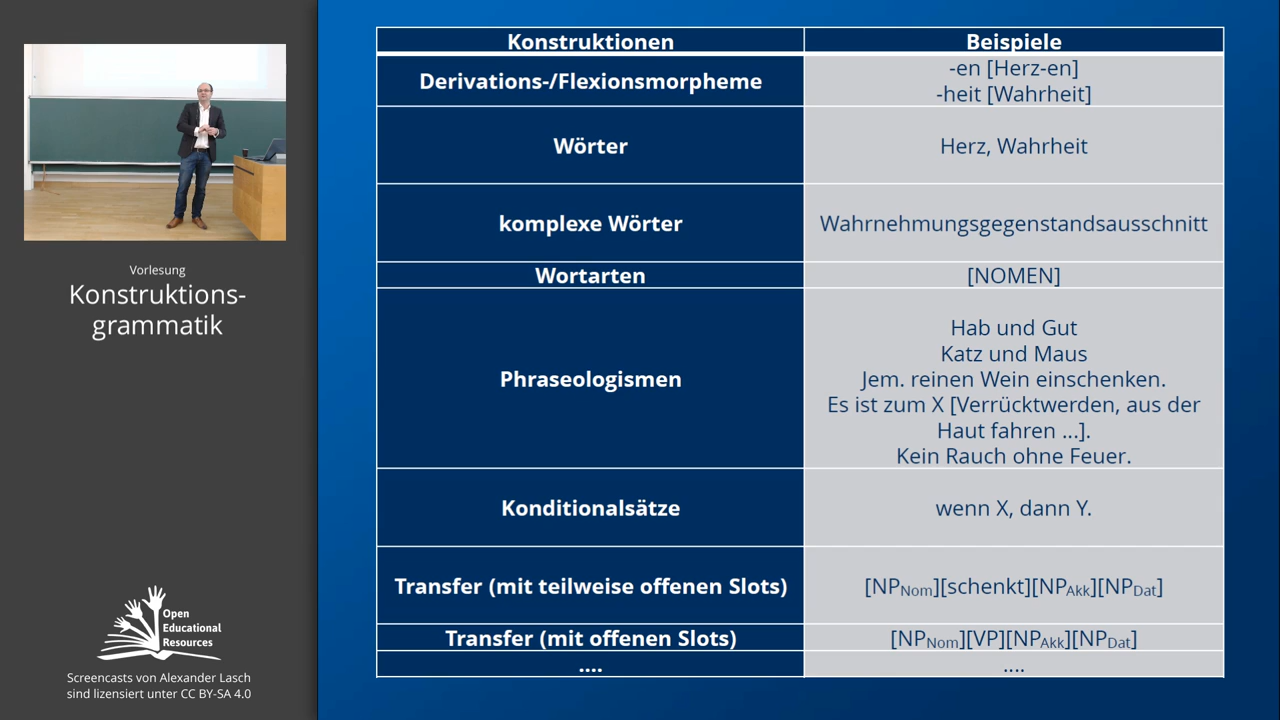 Vorlesung
Konstruktions-
grammatik
Open
Educational
Resources
Screencasts von Alexander Lasch
sind lizensiert unter CC BY-SA 4.0
Konstruktionen
Beispiele
Derivations-/Flexionsmorpheme
-en [Herz-en]
-heit [Wahrheit]
Wörter
Herz, Wahrheit
komplexe Wörter
Wahrnehmungsgegenstandsausschnitt
Wortarten
[NOMEN]
Phraseologismen
Hab und Gut
Katz und Maus
Jem. reinen Wein einschenken.
Es ist zum X [Verrücktwerden, aus der
Haut fahren ...].
Kein Rauch ohne Feuer.
Konditionalsätze
wenn X, dann Y.
Transfer (mit teilweise offenen Slots)
[NPNom][schenkt][NPAkk][NPDat]
Transfer (mit offenen Slots)
[NPNom][VP][NPAkk][NPDat]
....
....